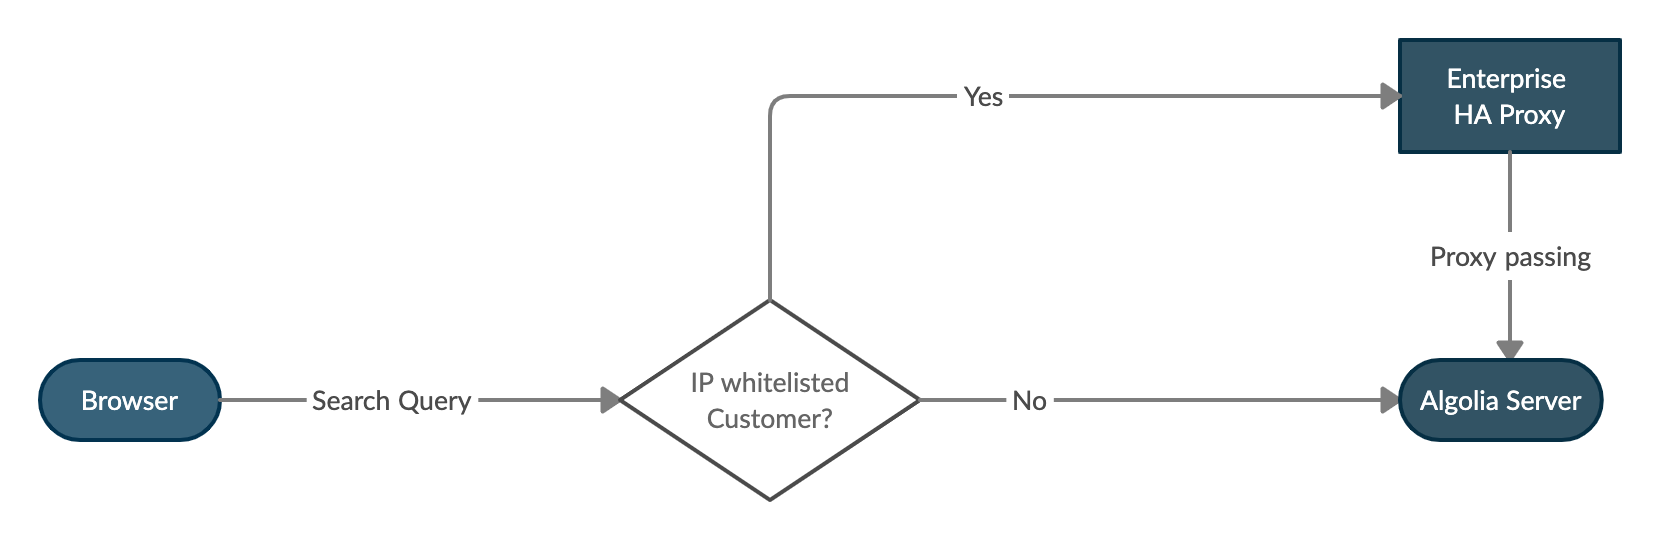 Enterprise
HA Proxy
Yes
Proxy passing
Browser
Search Query
IP whitelisted
Customer?
No
Algolia Server